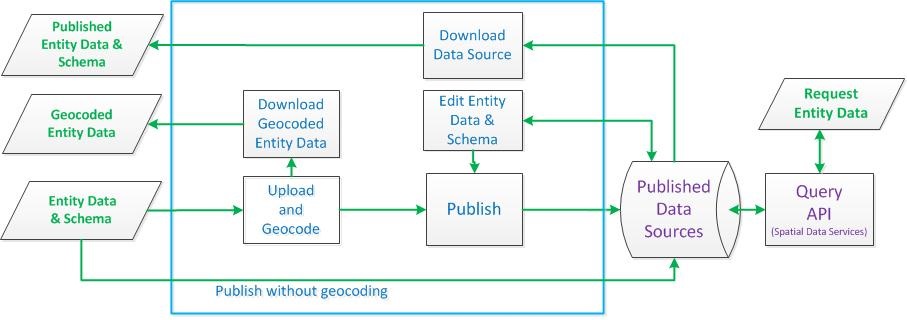 Published
Entity Data &
Schema
Download
Data Source
Geocoded
Entity Data
Download
Geocoded
Entity Data
Edit Entity
Data &
Schema
Request
Entity Data
Entity Data
& Schema
Upload
and
Geocode
Publish
Published
Data
Sources
Query
API
(Spatial Data Services)
Publish without geocoding